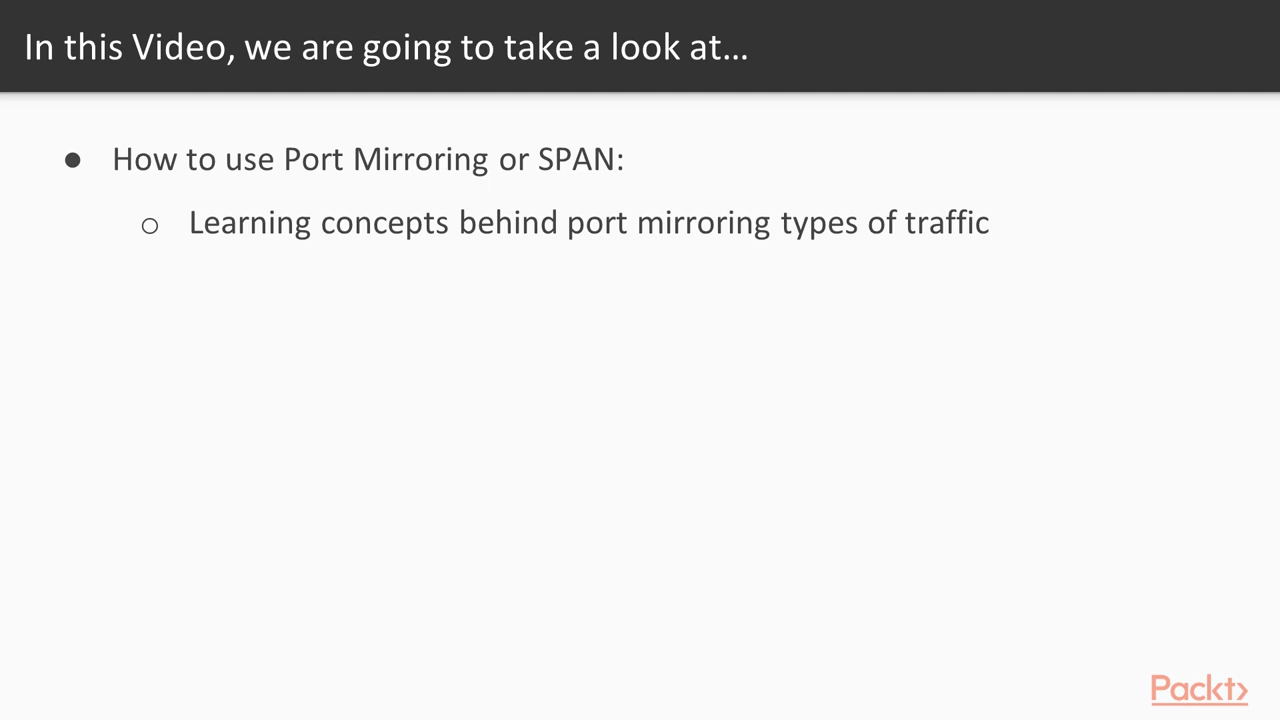 In this Video, we are going to take a look at...
● How to use Port Mirroring or SPAN:
○ Learning concepts behind port mirroring types of traffic
Packt>